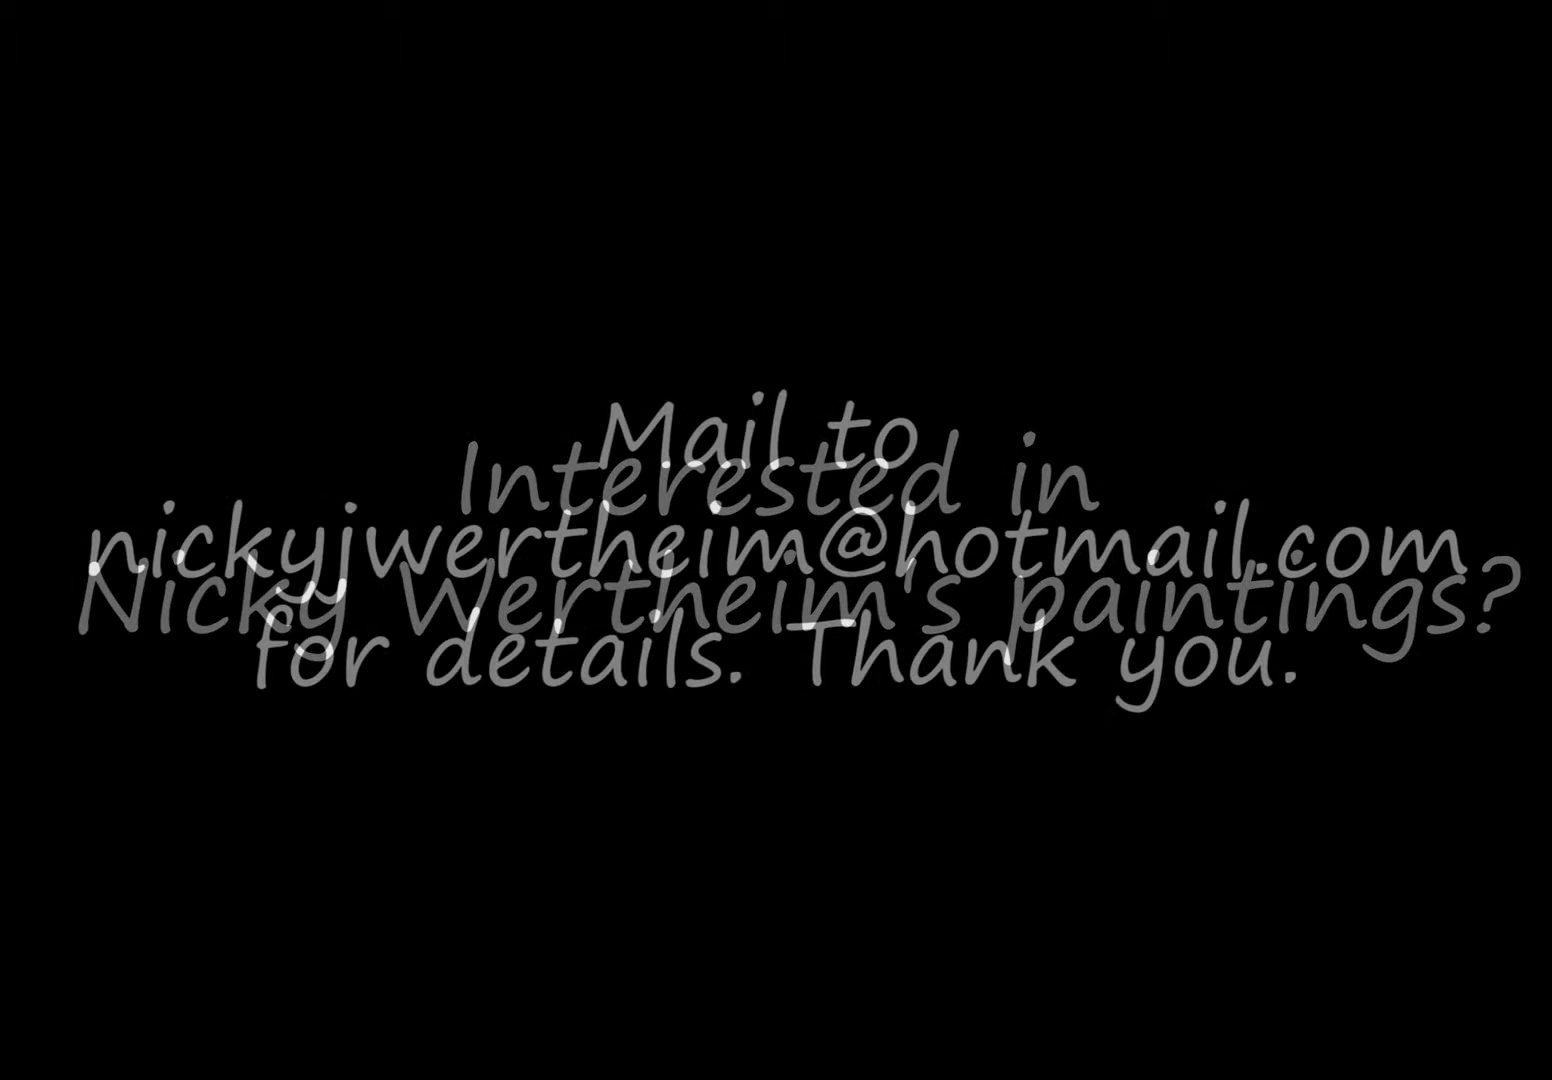 Interested in
Nicky Wertheim's paintings?
Mail to
nickyjwertheim@hotmail.com
for details. Thank you.